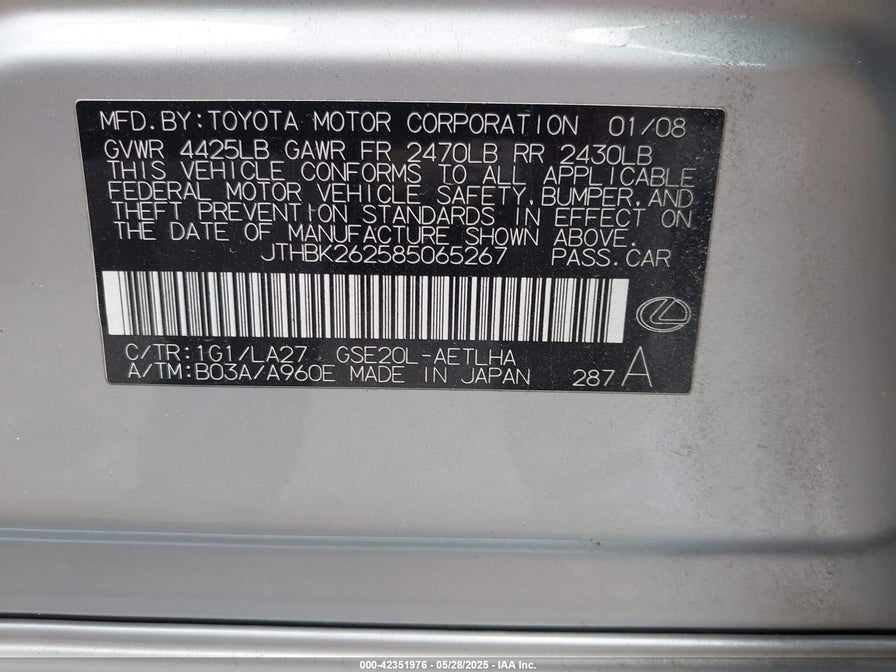 MFD.BY:TOYOTA MOTOR CORPORATION 01/08
GVWR 4425LB GAWR FR 2470LB RR 2430LB
THIS VEHICLE CONFORMS TO ALL APPLICABLE
FEDERAL MOTOR VEHICLE SAFETY,BUMPER,AND
THEFT PREVENTION STANDARDS IN EFFECT ON
THE DATE OF MANUFACTURE SHOWN ABOVE.
JTHBK262585065267 PASS.CAR
C/TR:1G1/LA27 GSE20L-AETLHA
A/TM:B03A/A960E MADE IN JAPAN 287 A
000-42351976 - 05/28/2025 - IAA Inc.